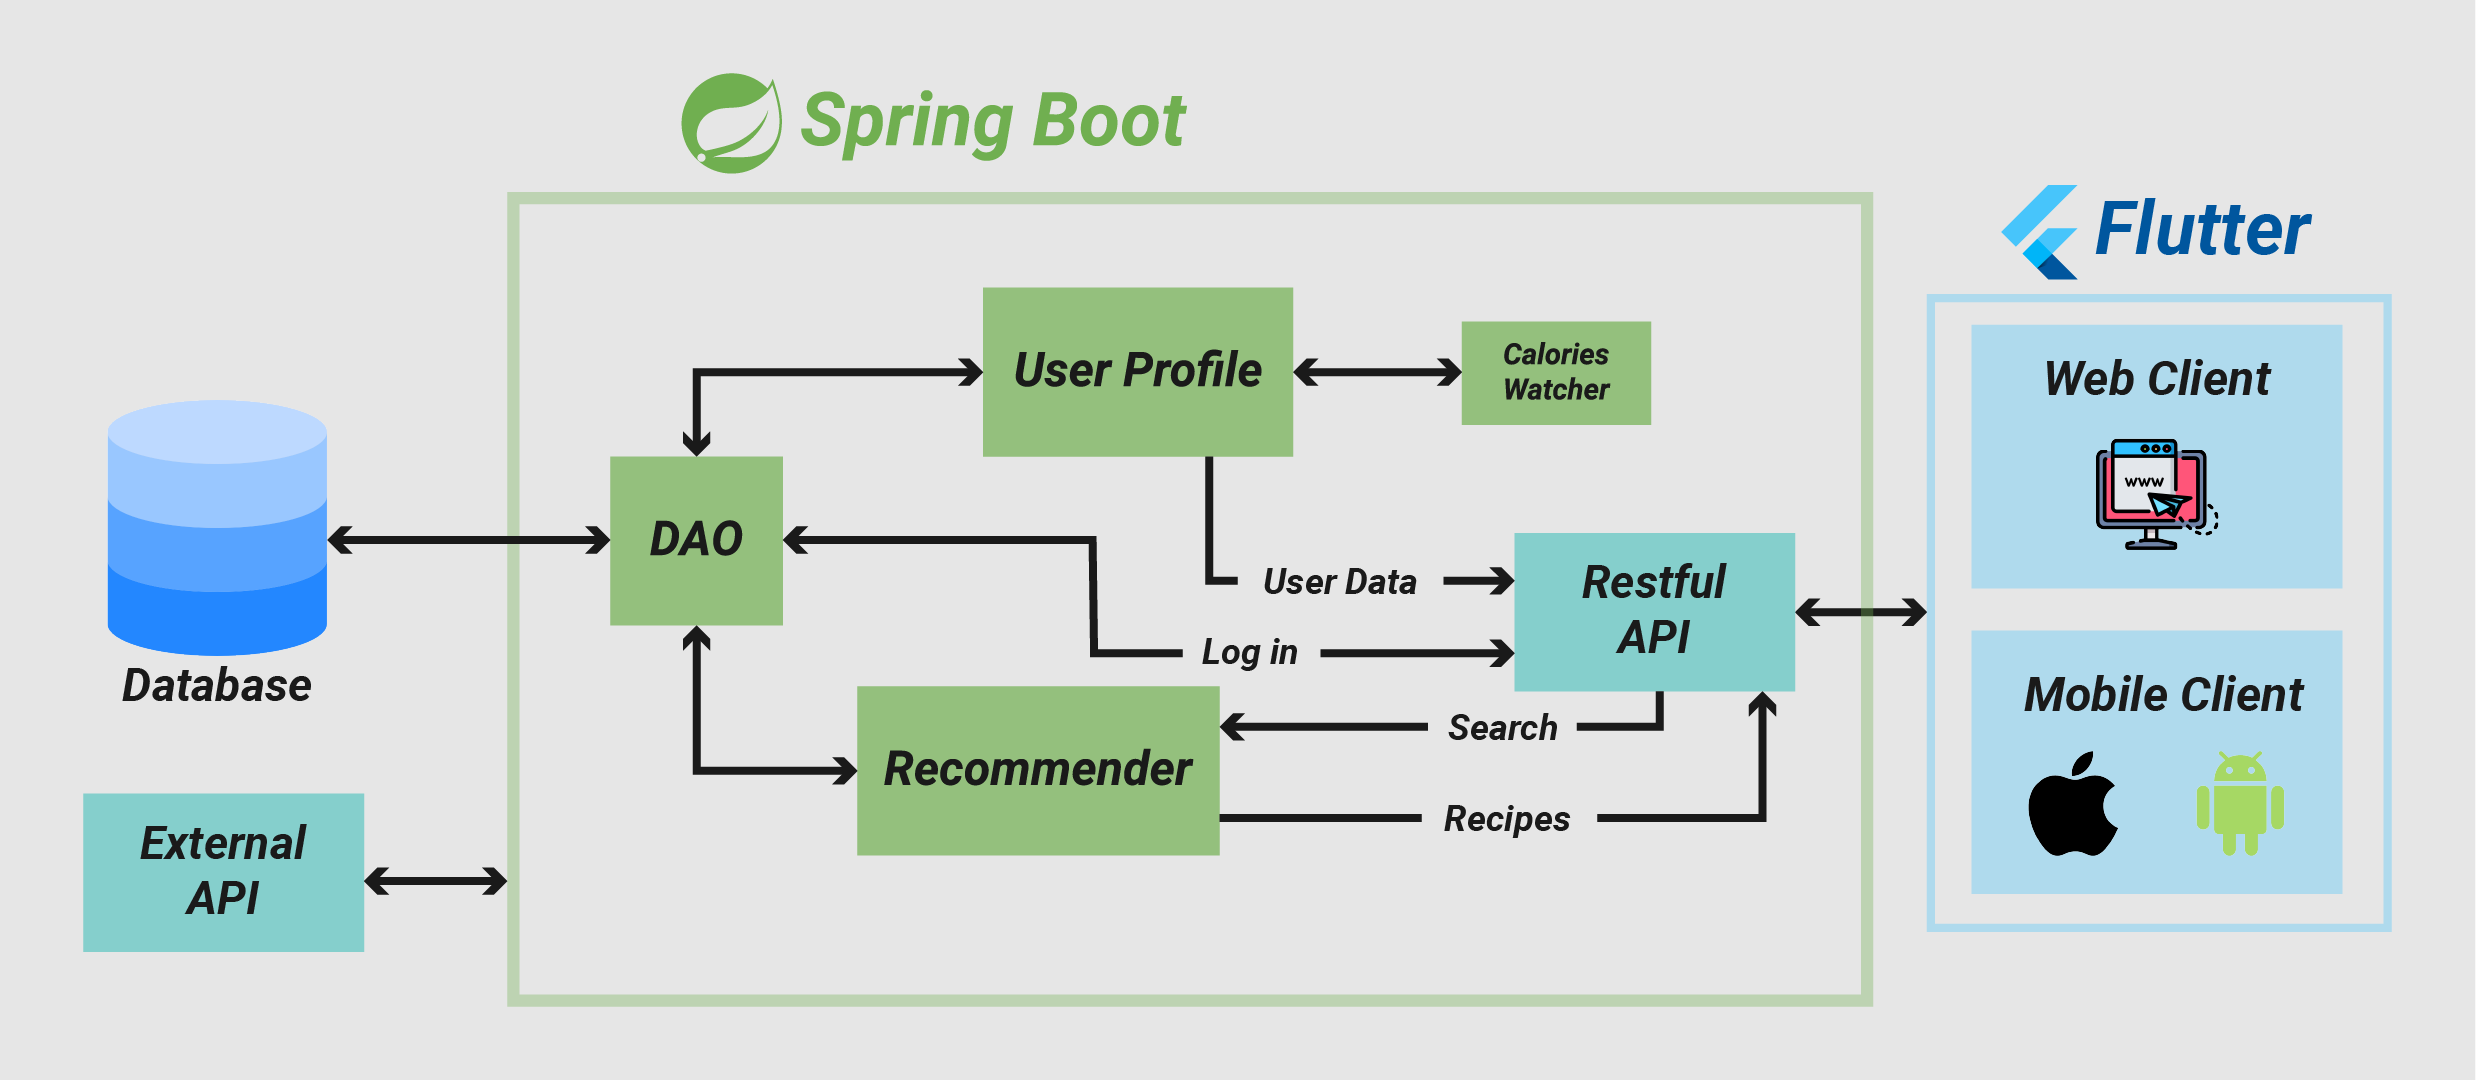 Spring Boot
Flutter
User Profile
Calories
Watcher
Web Client
www
DAO
User Data
Restful
API
Log in
Database
Search
Mobile Client
Recommender
Recipes
External
API